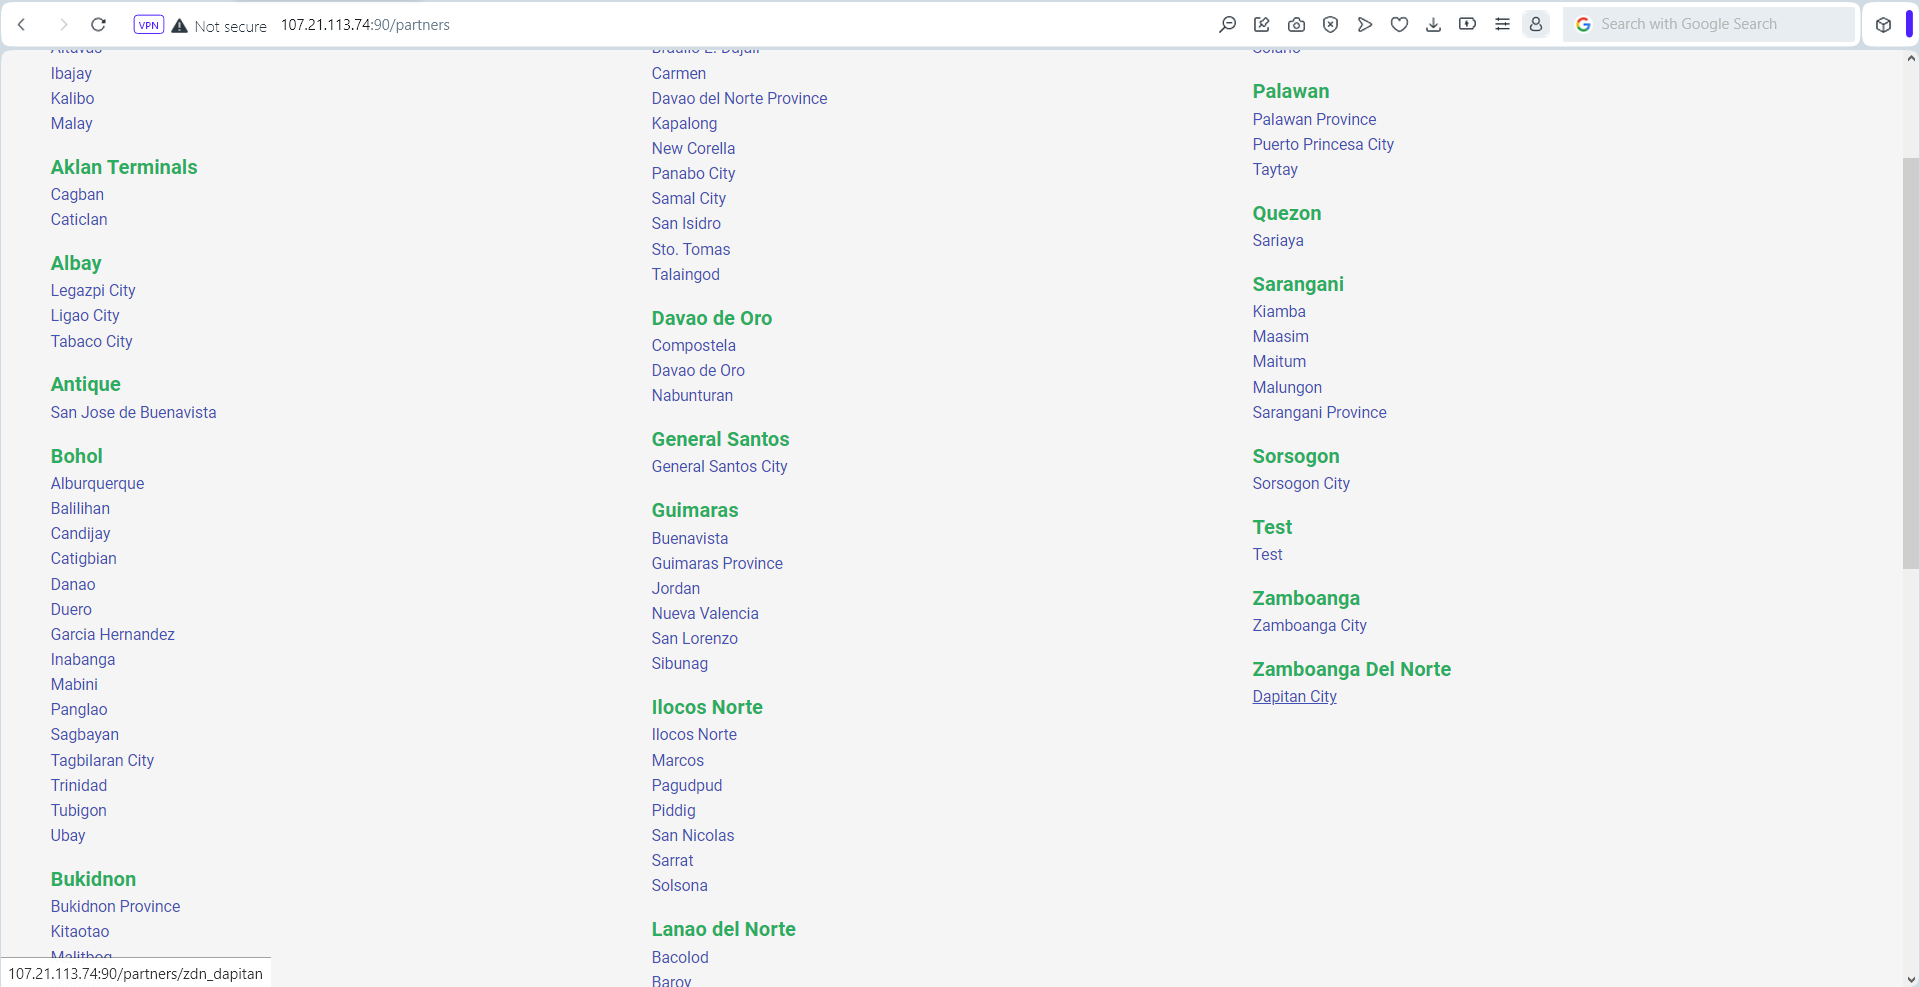 VPN
Not secure
107.21.113.74:90/partners
Search with Google Search
Ibajay
Kalibo
Malay
Aklan Terminals
Cagban
Caticlan
Albay
Legazpi City
Ligao City
Tabaco City
Antique
San Jose de Buenavista
Bohol
Alburquerque
Balilihan
Candijay
Catigbian
Danao
Duero
Garcia Hernandez
Inabanga
Mabini
Panglao
Sagbayan
Tagbilaran City
Trinidad
Tubigon
Ubay
Bukidnon
Bukidnon Province
Kitaotao
Malitbog
107.21.113.74:90/partners/zdn_dapitan
Carmen
Davao del Norte Province
Kapalong
New Corella
Panabo City
Samal City
San Isidro
Sto. Tomas
Talaingod
Davao de Oro
Compostela
Davao de Oro
Nabunturan
General Santos
General Santos City
Guimaras
Buenavista
Guimaras Province
Jordan
Nueva Valencia
San Lorenzo
Sibunag
Ilocos Norte
Ilocos Norte
Marcos
Pagudpud
Piddig
San Nicolas
Sarrat
Solsona
Lanao del Norte
Bacolod
Baroy
Solano
Palawan
Palawan Province
Puerto Princesa City
Taytay
Quezon
Sariaya
Sarangani
Kiamba
Maasim
Maitum
Malungon
Sarangani Province
Sorsogon
Sorsogon City
Test
Test
Zamboanga
Zamboanga City
Zamboanga Del Norte
Dapitan City